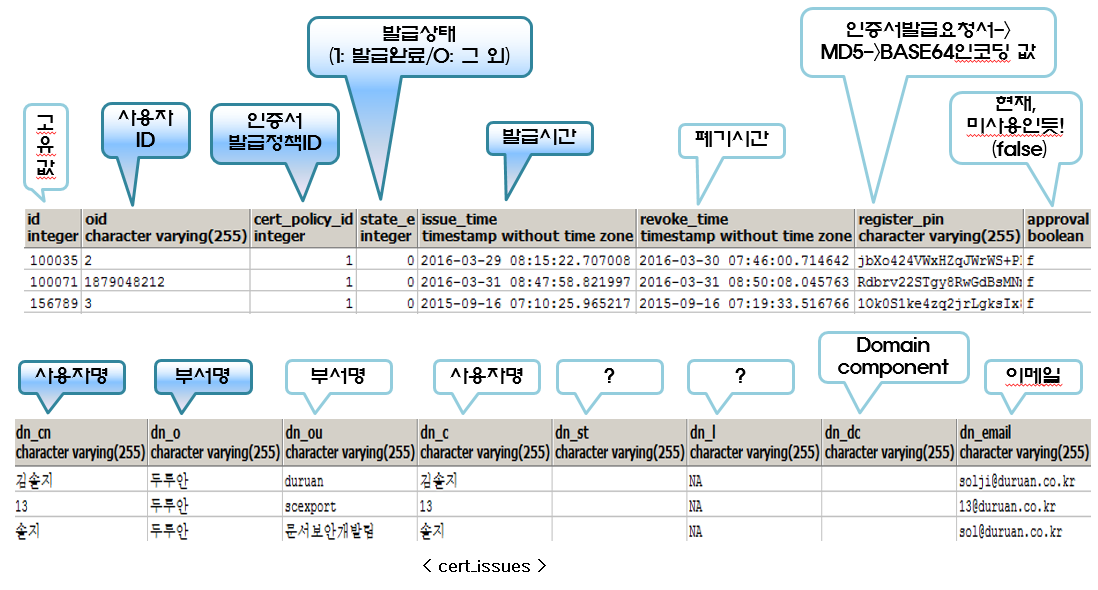 발급상태
(1: 발급완료/0: 그 외)
인증서발급요청서->
MD5->BASE64인코딩 값
고
유
값
사용자
ID
인증서
발급정책ID
발급시간
폐기시간
현재,
미사용인듯!
(false)
id oid cert_policy_id state_e issue_time revoke_time register_pin approval
integer character varying(255) integer integer timestamp without time zone timestamp without time zone character varying(255) boolean
100035 2 1 0 2016-03-29 08:15:22.707008 2016-03-30 07:46:00.714642 jbXo424VWxHZqJWrWS+P f
100071 1879048212 1 0 2016-03-31 08:47:58.821997 2016-03-31 08:50:08.045763 Rdbrv22STgy8RwGdBsMN f
156789 3 1 0 2015-09-16 07:10:25.965217 2015-09-16 07:19:33.516766 1Ok0S1ke4zq2jrLgksIx f
사용자명 부서명 부서명 사용자명 ? ? Domain
component 이메일
dn_cn dn_o dn_ou dn_c dn_st dn_l dn_dc dn_email
character varying(255) character varying(255) character varying(255) character varying(255) character varying(255) character varying(255) character varying(255) character varying(255)
김솔지 두루안 duruan 김솔지 NA solji@duruan.co.kr
13 두루안 scexport 13 NA 13@duruan.co.kr
솔지 두루안 문서보안개발팀 솔지 NA sol@duruan.co.kr
< cert_issues >